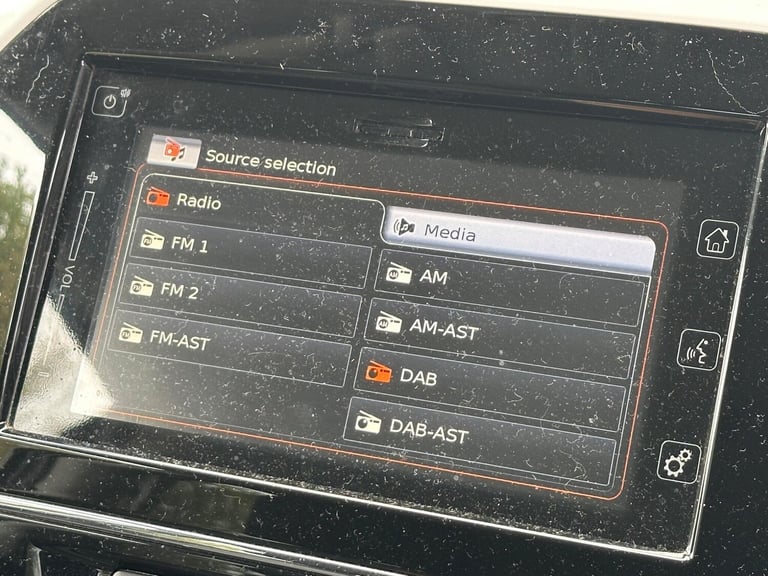 Source selection
Radio
Media
FM 1
FM 2
FM-AST
AM
AM-AST
DAB
DAB-AST
+
VOL